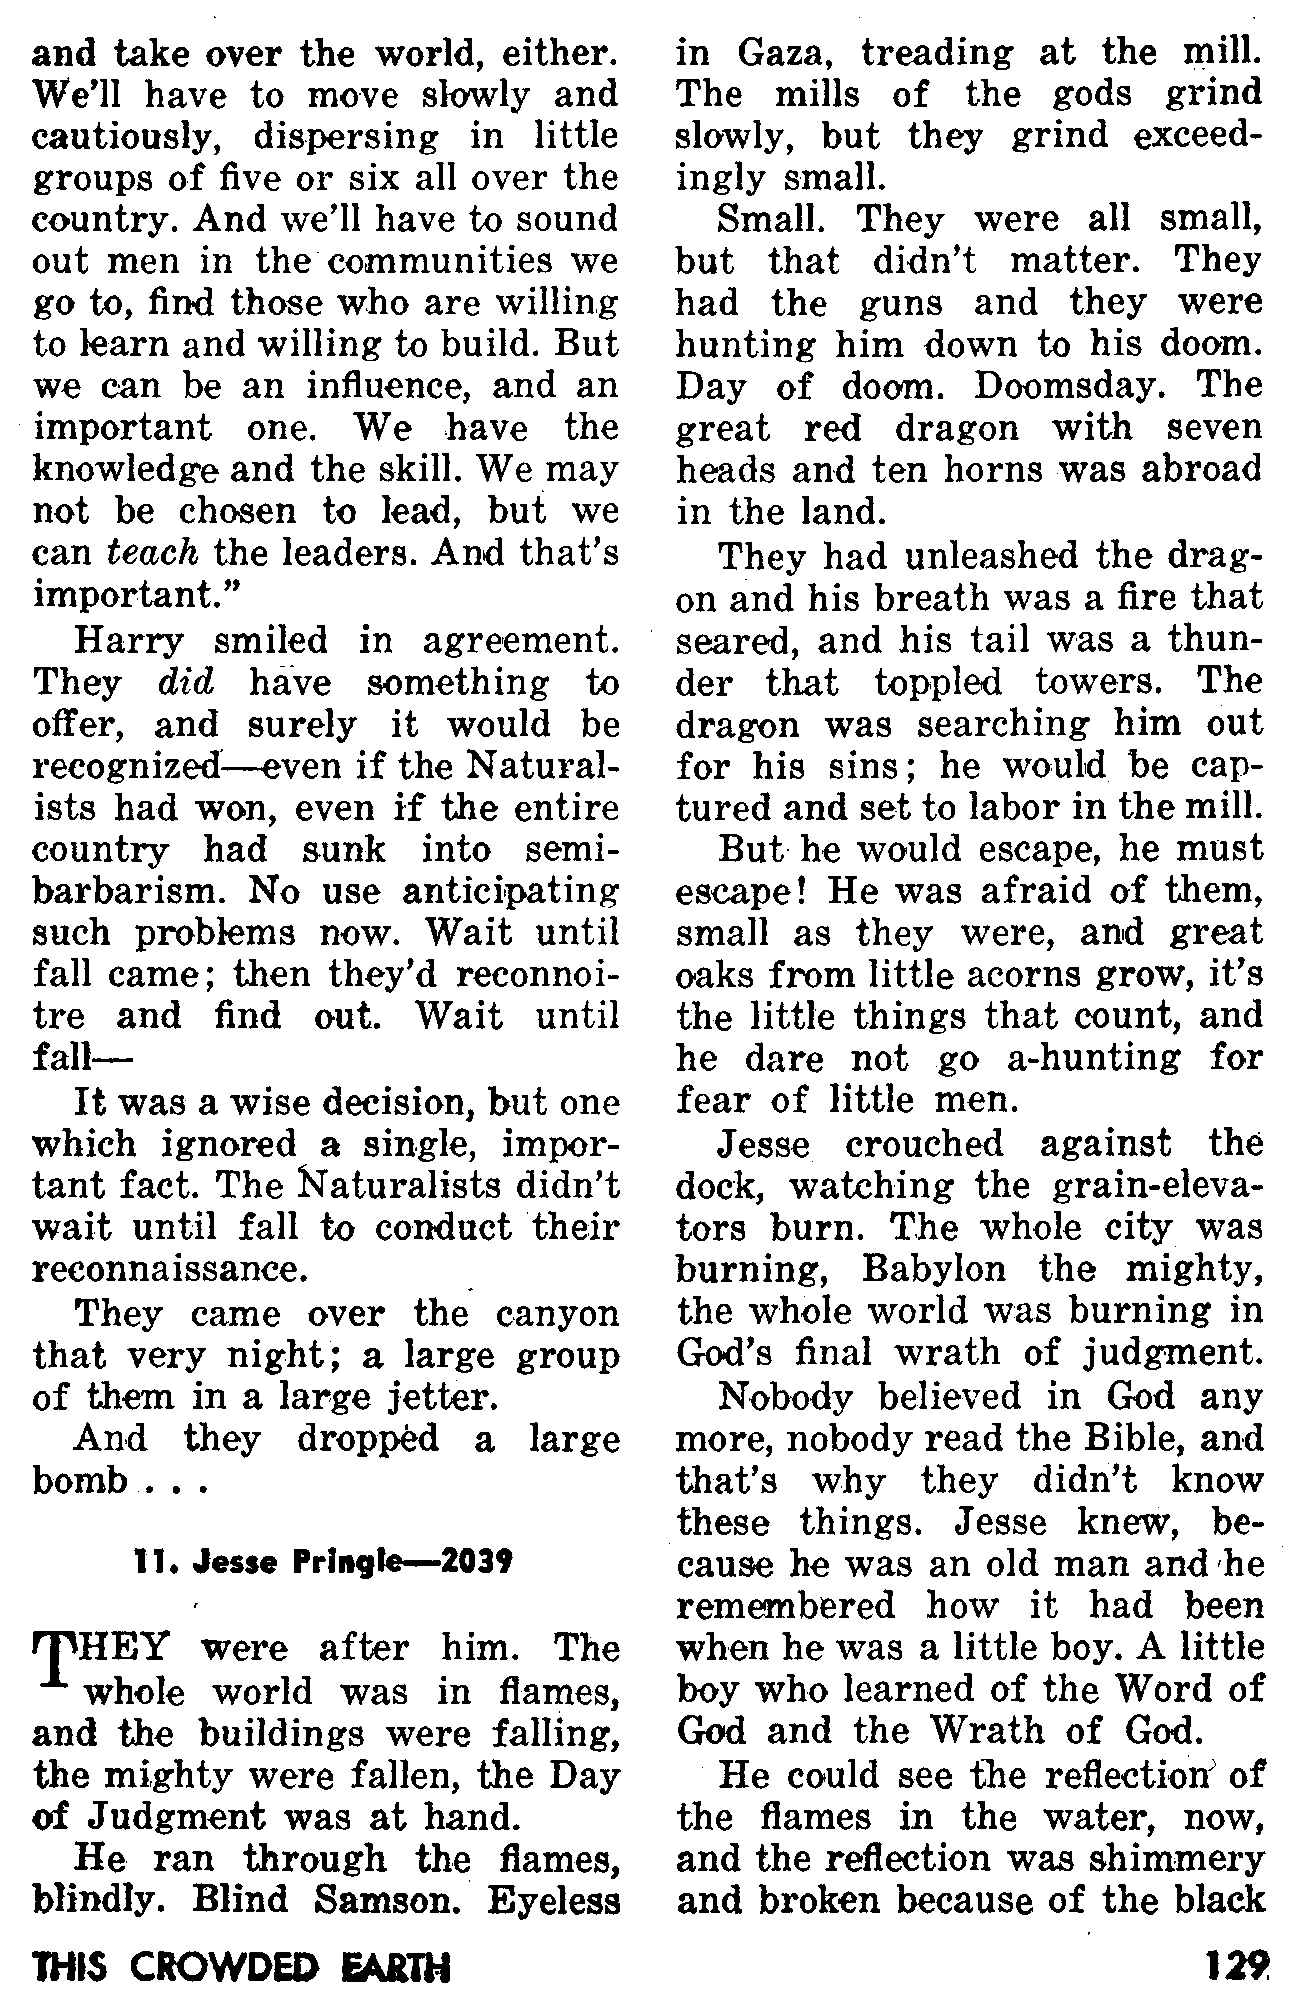 and take over the world, either.
We'll have to move slowly and
cautiously, dispersing in little
groups of five or six all over the
country. And we'll have to sound
out men in the communities we
go to, find those who are willing
to learn and willing to build. But
we can be an influence, and an
important one. We have the
knowledge and the skill. We may
not be chosen to lead, but we
can teach the leaders. And that's
important."
Harry smiled in agreement.
They did have something to
offer, and surely it would be
recognized—even if the Natural-
ists had won, even if the entire
country had sunk into semi-
barbarism. No use anticipating
such problems now. Wait until
fall came; then they'd reconnoi-
tre and find out. Wait until
fall—
It was a wise decision, but one
which ignored a single, impor-
tant fact. The Naturalists didn't
wait until fall to conduct their
reconnaissance.
They came over the canyon
that very night; a large group
of them in a large jetter.
And they dropped a large
bomb . . .
11. Jesse Pringle—2039
THEY were after him. The
whole world was in flames,
and the buildings were falling,
the mighty were fallen, the Day
of Judgment was at hand.
He ran through the flames,
blindly. Blind Samson. Eyeless
in Gaza, treading at the mill.
The mills of the gods grind
slowly, but they grind exceed-
ingly small.
Small. They were all small,
but that didn't matter. They
had the guns and they were
hunting him down to his doom.
Day of doom. Doomsday. The
great red dragon with seven
heads and ten horns was abroad
in the land.
They had unleashed the drag-
on and his breath was a fire that
seared, and his tail was a thun-
der that toppled towers. The
dragon was searching him out
for his sins; he would be cap-
tured and set to labor in the mill.
But he would escape, he must
escape! He was afraid of them,
small as they were, and great
oaks from little acorns grow, it's
the little things that count, and
he dare not go a-hunting for
fear of little men.
Jesse crouched against the
dock, watching the grain-eleva-
tors burn. The whole city was
burning, Babylon the mighty,
the whole world was burning in
God's final wrath of judgment.
Nobody believed in God any
more, nobody read the Bible, and
that's why they didn't know
these things. Jesse knew, be-
cause he was an old man and he
remembered how it had been
when he was a little boy. A little
boy who learned of the Word of
God and the Wrath of God.
He could see the reflection of
the flames in the water, now,
and the reflection was shimmery
and broken because of the black
THIS CROWDED EARTH
129